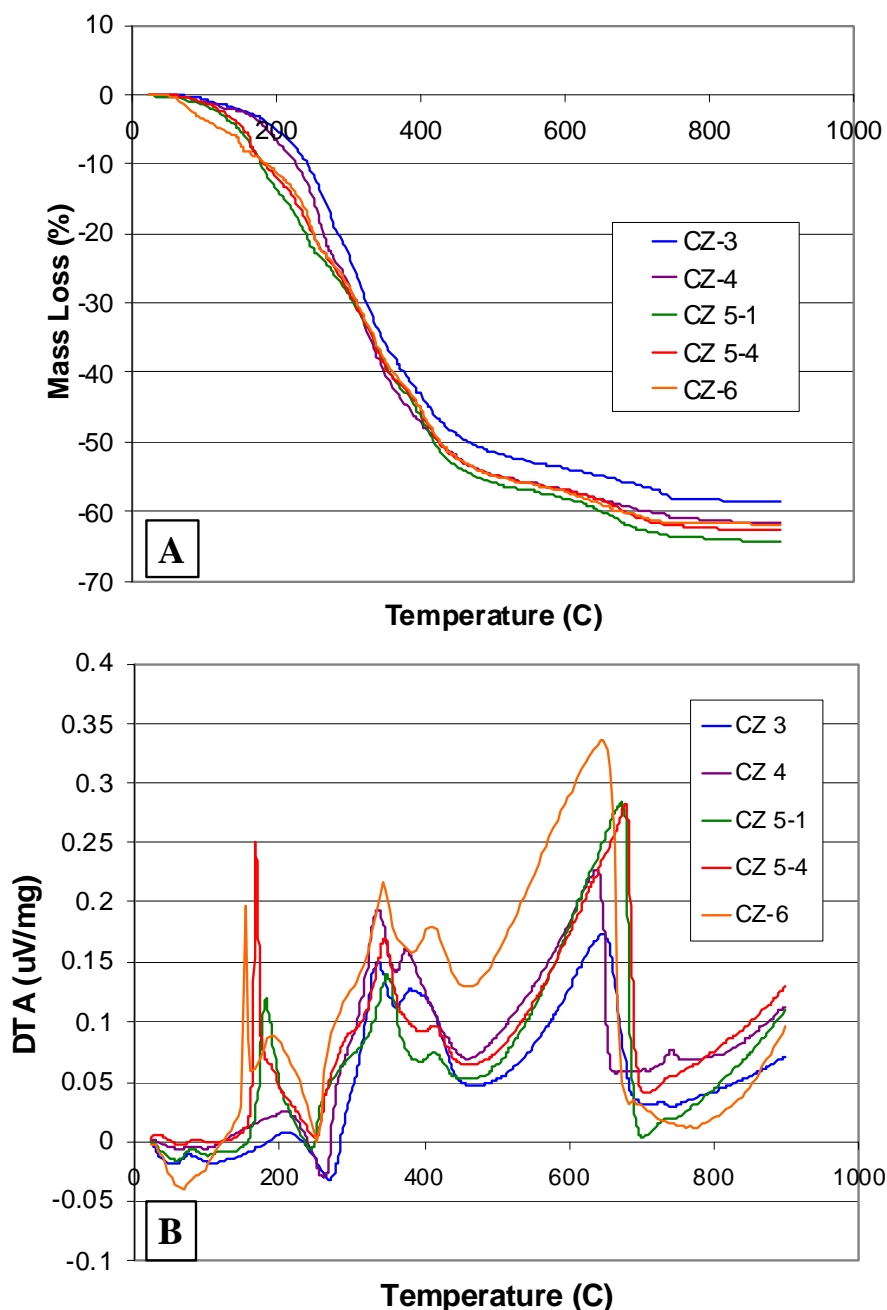 10
0
-10
-20
-30
-40
-50
-60
-70
0 200 400 600 800 1000
Mass Loss (%)
CZ-3
CZ-4
CZ 5-1
CZ 5-4
CZ-6
A
Temperature (C)
0.4
0.35
0.3
0.25
0.2
0.15
0.1
0.05
0
-0.05
-0.1
0 200 400 600 800 1000
DTA (uV/mg)
CZ 3
CZ 4
CZ 5-1
CZ 5-4
CZ-6
B
Temperature (C)